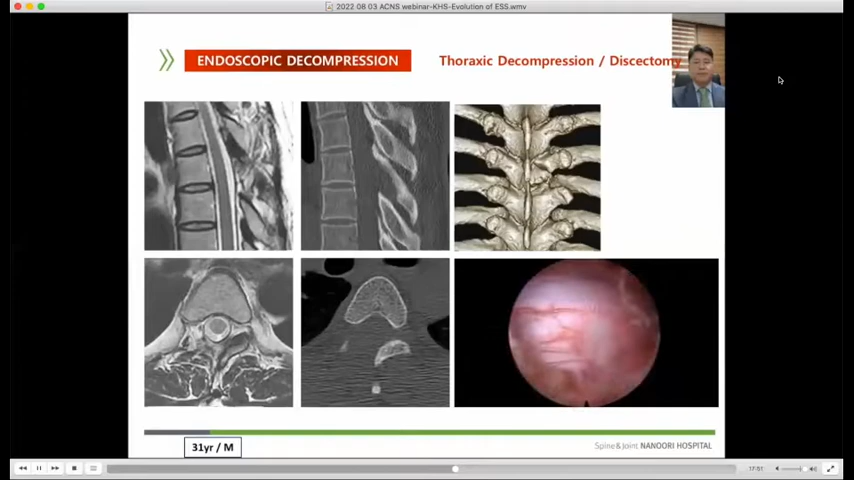 2022 08 03 ACNS webinar-KHS-Evolution of ESS.wmv
ENDOSCOPIC DECOMPRESSION
Thoracic Decompression / Discectomy
31yr / M
Spine & Joint NANOORI HOSPITAL
17:51